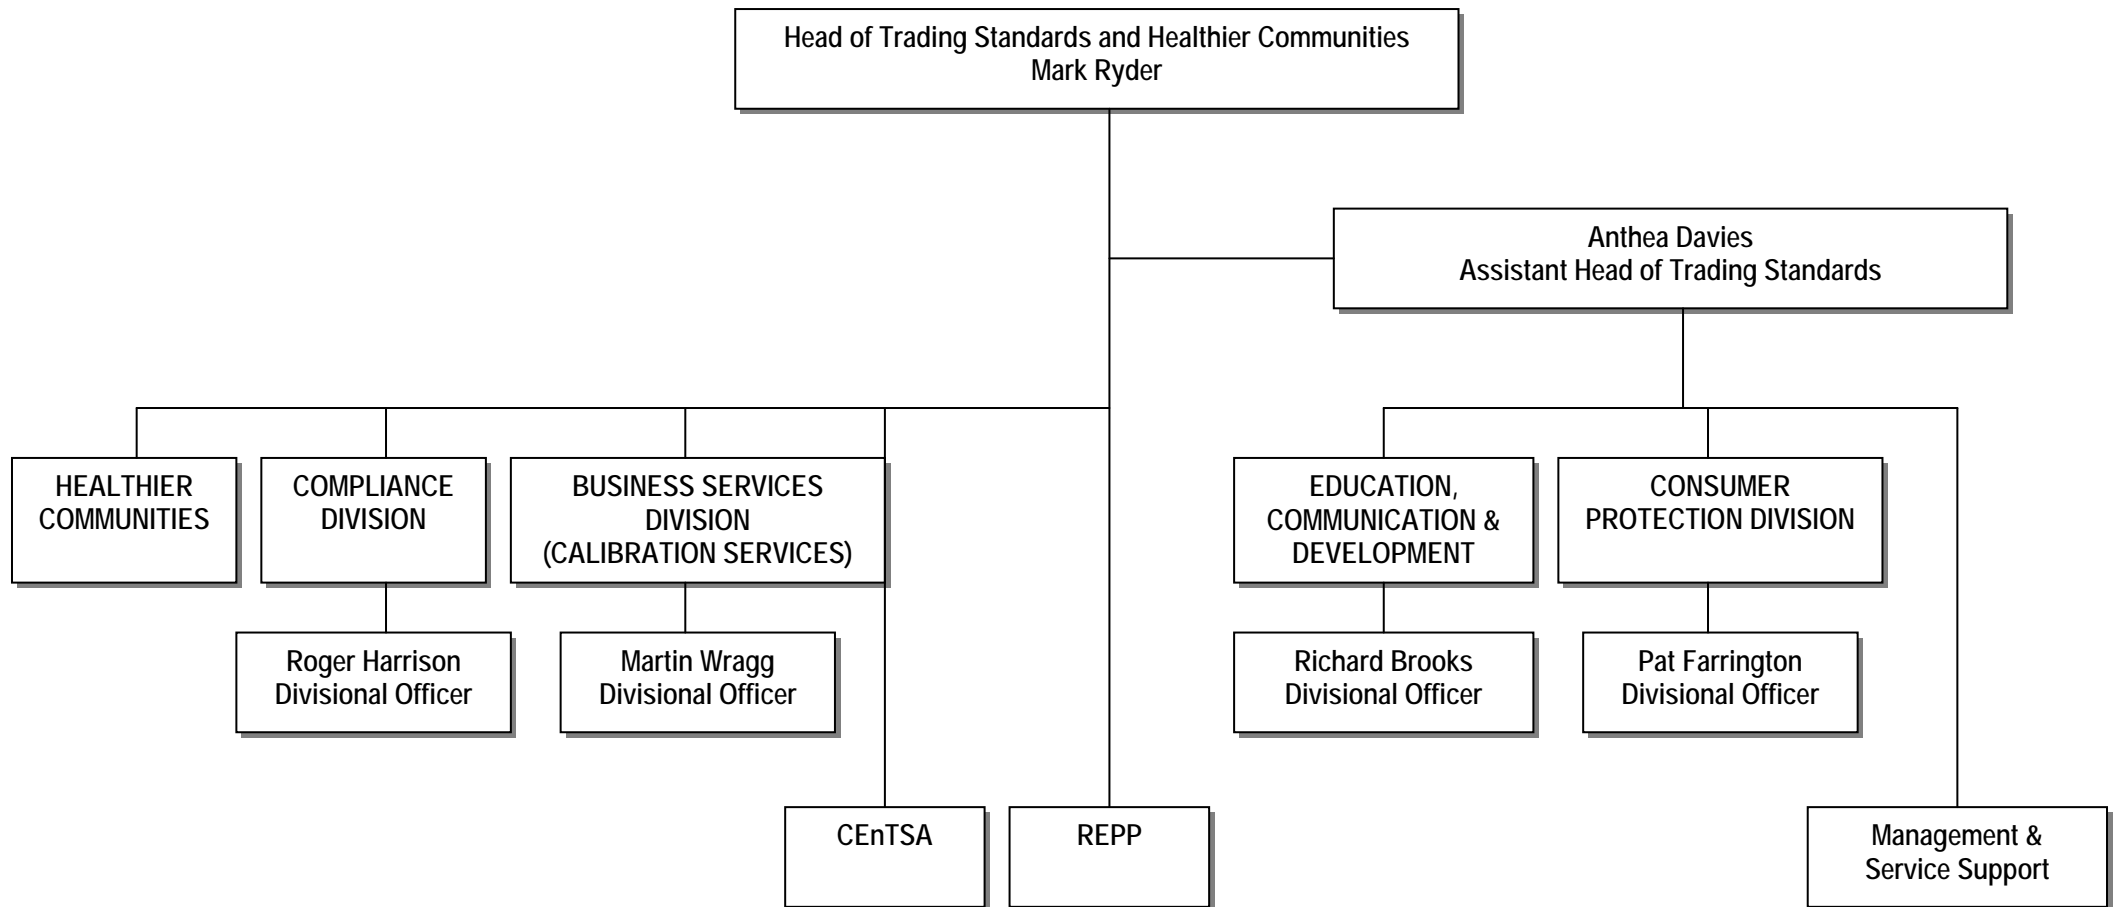 Head of Trading Standards and Healthier Communities
Mark Ryder
Anthea Davies
Assistant Head of Trading Standards
HEALTHIER
COMMUNITIES
COMPLIANCE
DIVISION
BUSINESS SERVICES
DIVISION
(CALIBRATION SERVICES)
EDUCATION,
COMMUNICATION &
DEVELOPMENT
CONSUMER
PROTECTION DIVISION
Roger Harrison
Divisional Officer
Martin Wragg
Divisional Officer
Richard Brooks
Divisional Officer
Pat Farrington
Divisional Officer
CEnTSA
REPP
Management &
Service Support